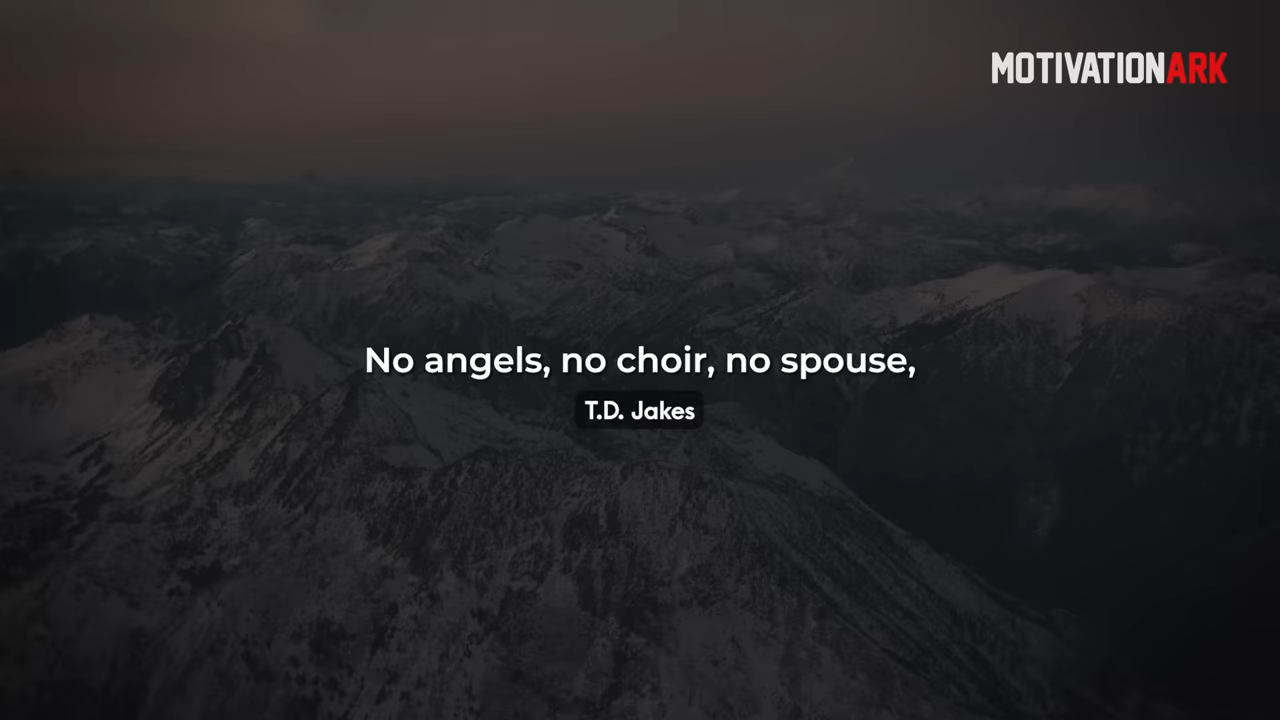 MOTIVATIONARK
No angels, no choir, no spouse,
T.D. Jakes